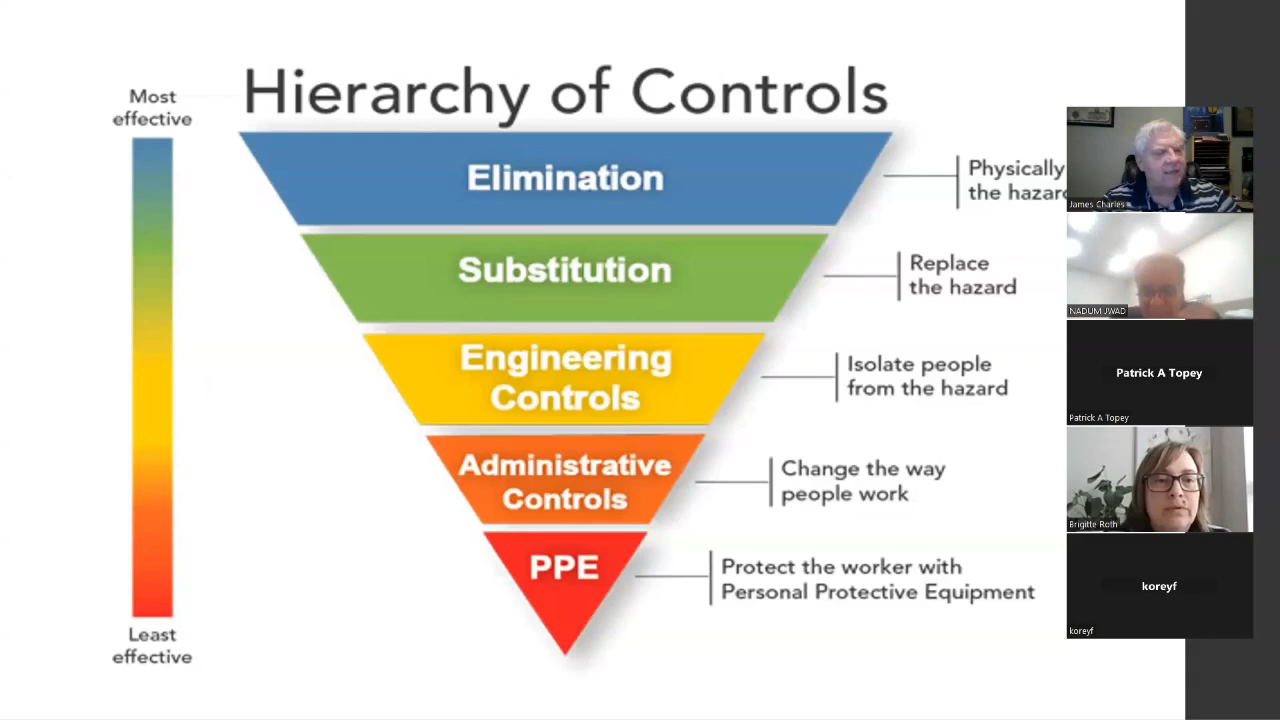 Hierarchy of Controls
Most
effective
Elimination
Physically
the hazard
Substitution
Replace
the hazard
Engineering
Controls
Isolate people
from the hazard
Administrative
Controls
Change the way
people work
PPE
Protect the worker with
Personal Protective Equipment
Least
effective
James Charles
NADUM JWAD
Patrick A Topey
Patrick A Topey
Brigitte Roth
koreyf
koreyf